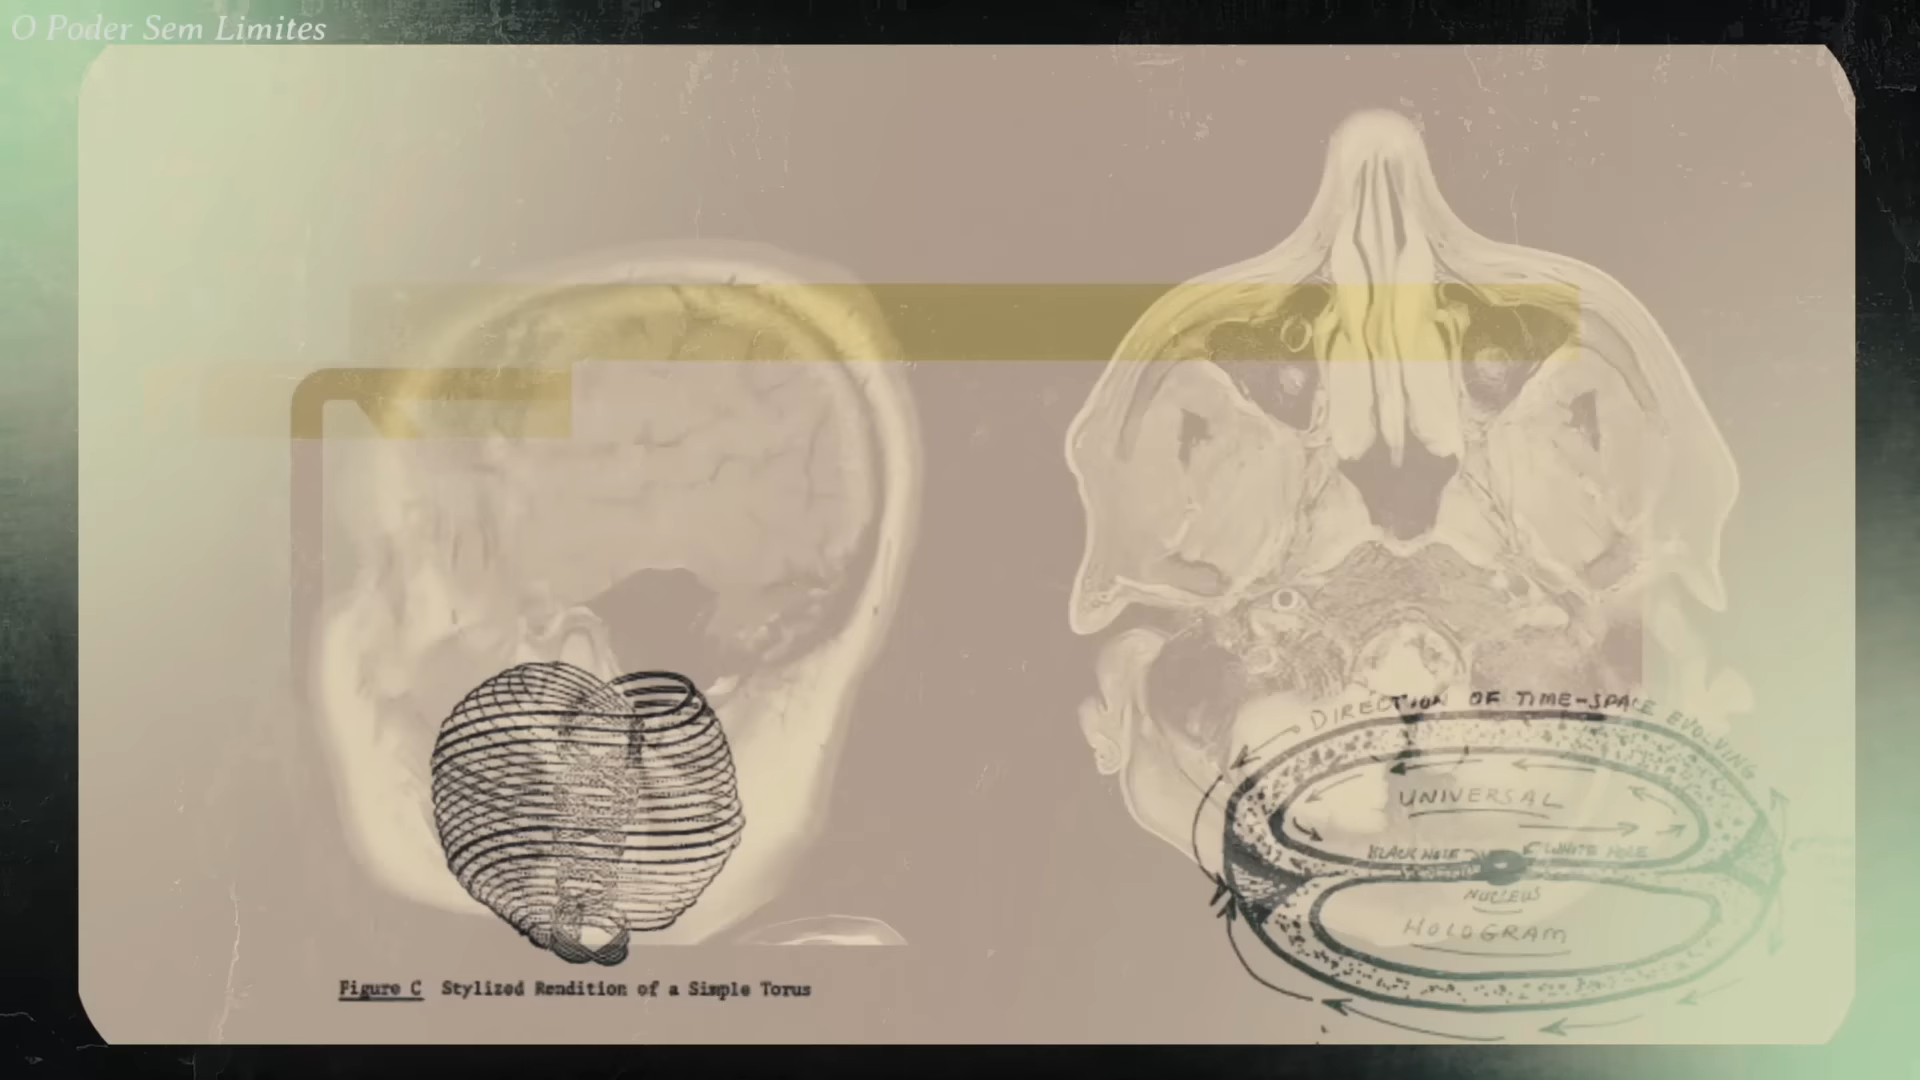 O Poder Sem Limites
DIRECTION OF TIME-SPACE EVOLVING
UNIVERSAL
BLACK HOLE
WHITE HOLE
NUCLEUS
HOLOGRAM
Figure C Stylized Rendition of a Simple Torus